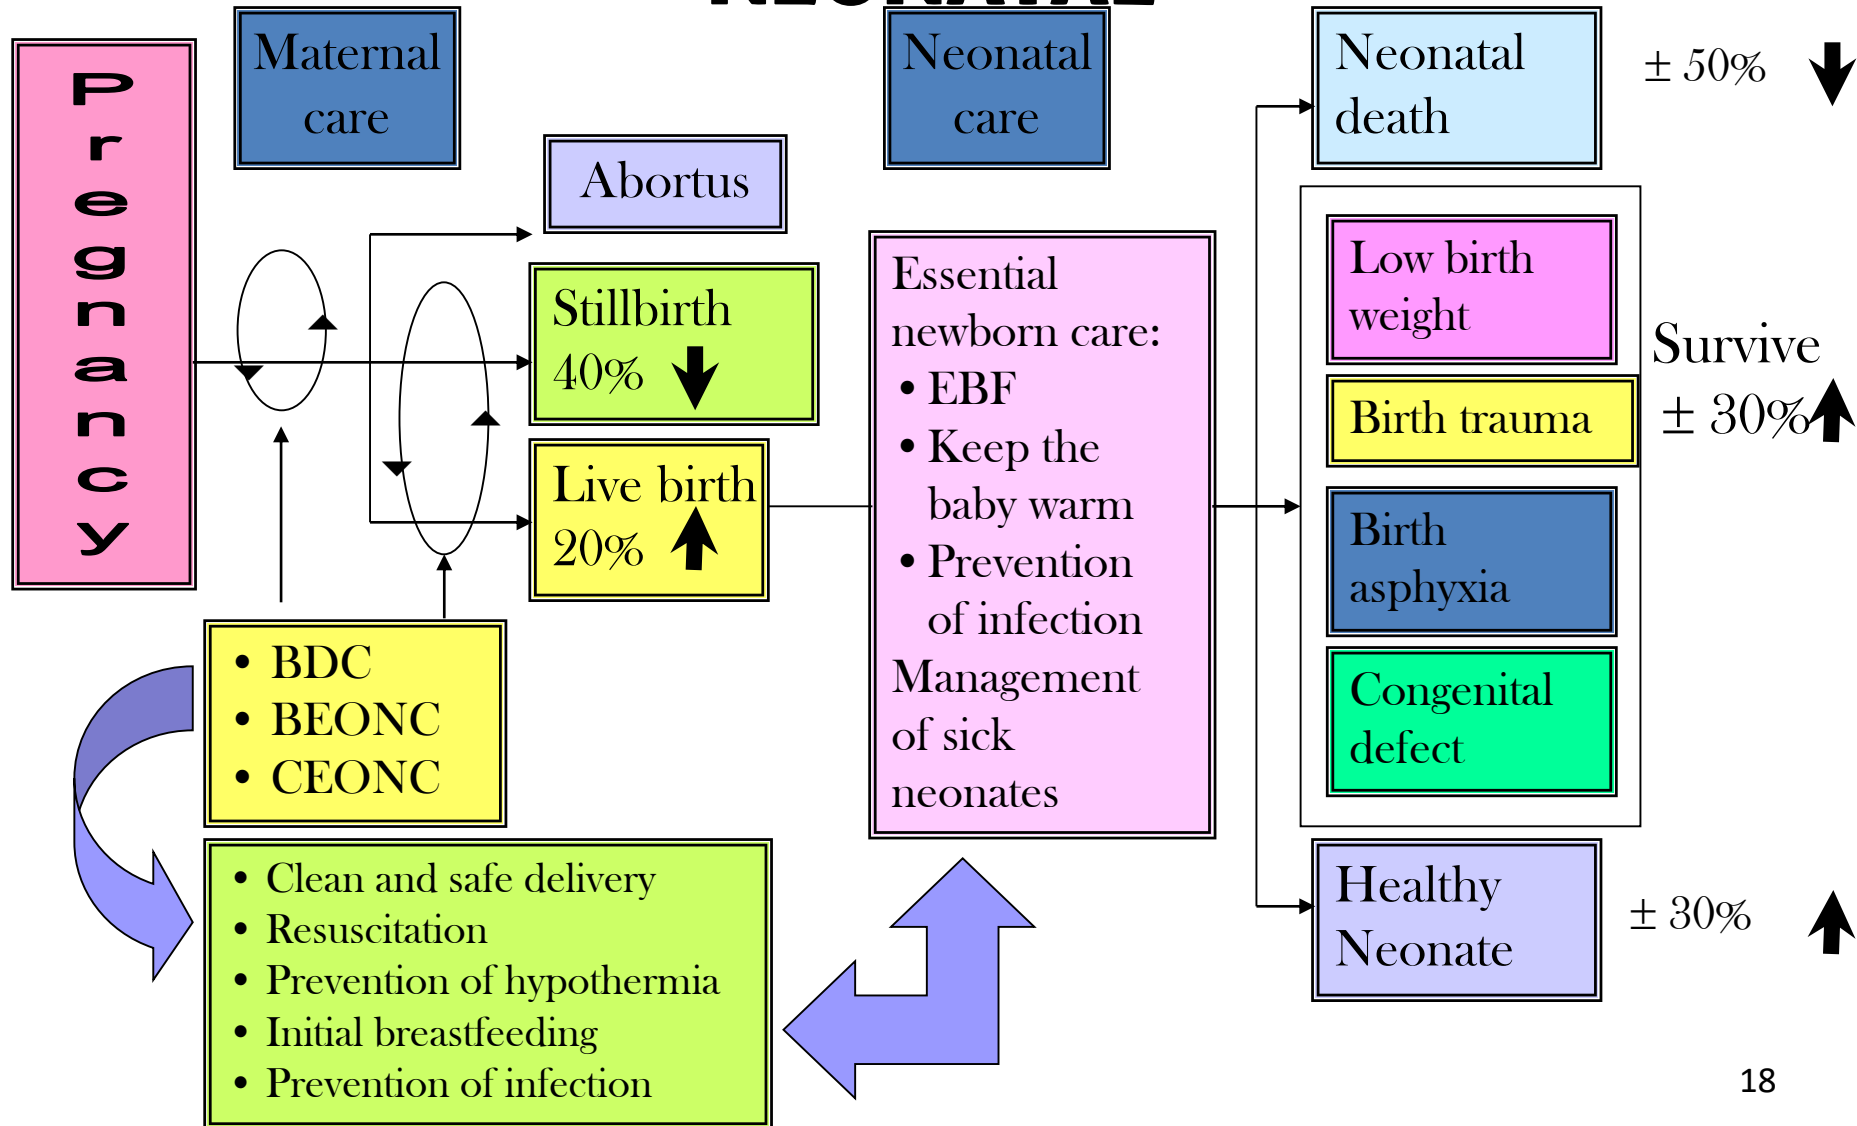 NEONATAL
Pregnancy
Maternal
care
Abortus
Stillbirth
40%
Live birth
20%
• BDC
• BEONC
• CEONC
• Clean and safe delivery
• Resuscitation
• Prevention of hypothermia
• Initial breastfeeding
• Prevention of infection
Neonatal
care
Essential
newborn care:
• EBF
• Keep the
baby warm
• Prevention
of infection
Management
of sick
neonates
Neonatal
death
± 50%
Low birth
weight
Birth trauma
Birth
asphyxia
Congenital
defect
Survive
± 30%
Healthy
Neonate
± 30%
18